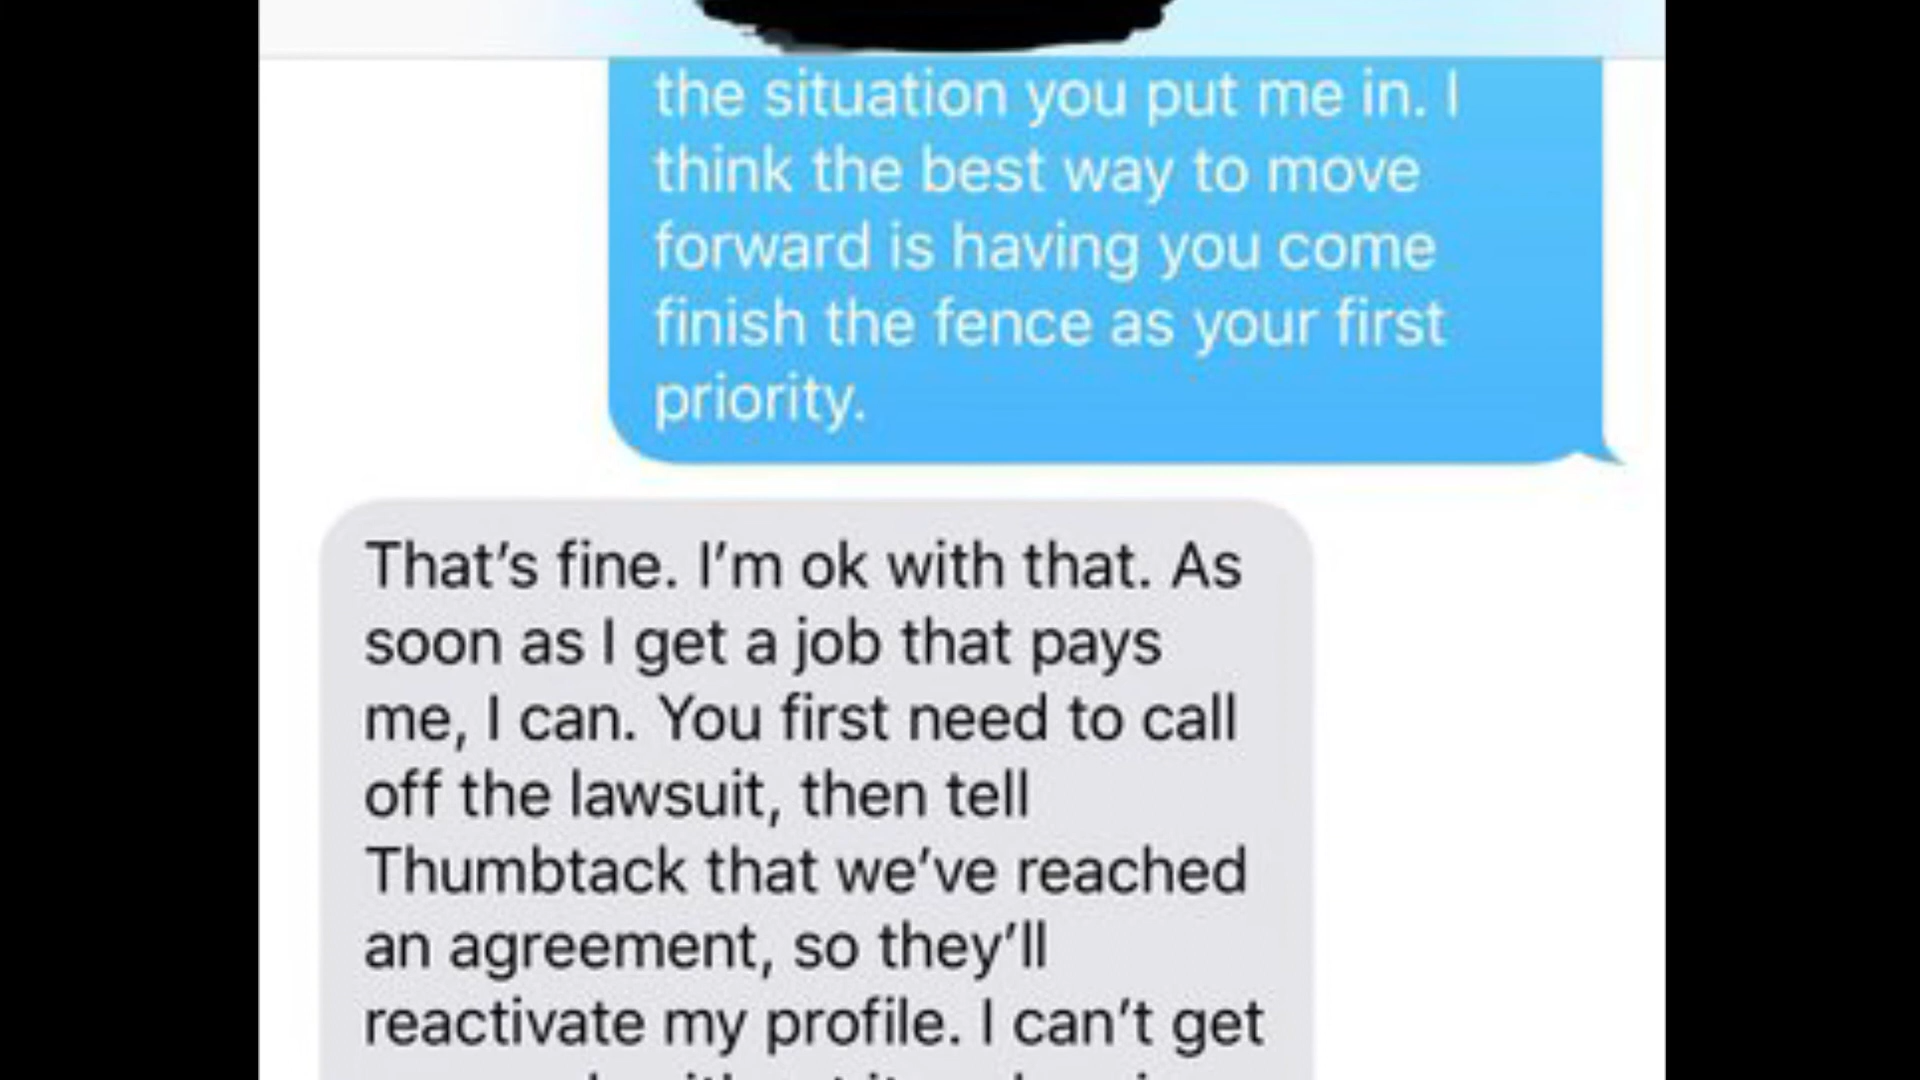 the situation you put me in. I
think the best way to move
forward is having you come
finish the fence as your first
priority.
That’s fine. I’m ok with that. As
soon as I get a job that pays
me, I can. You first need to call
off the lawsuit, then tell
Thumbtack that we’ve reached
an agreement, so they’ll
reactivate my profile. I can’t get